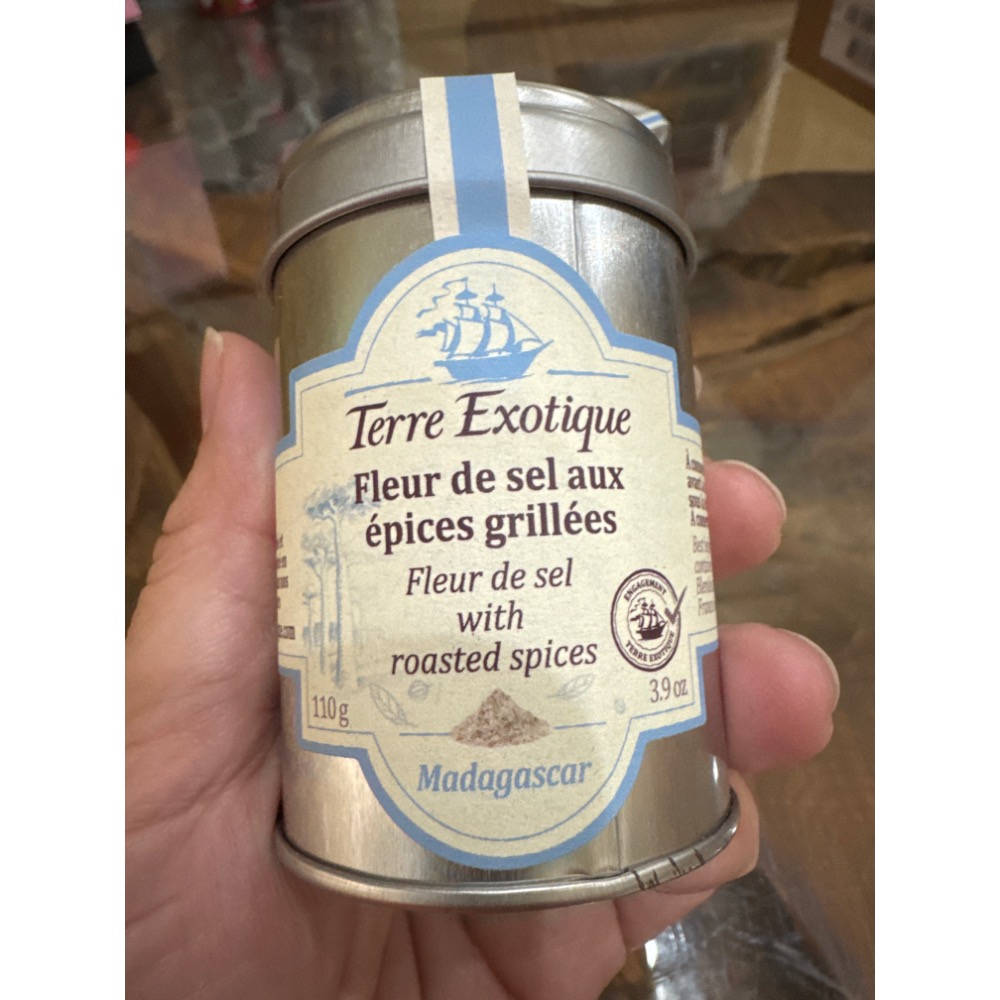 Terre Exotique
Fleur de sel aux
épices grillées
Fleur de sel
with
roasted spices
ENGAGEMENT
TERRE EXOTIQUE
110 g
3.9 oz
Madagascar